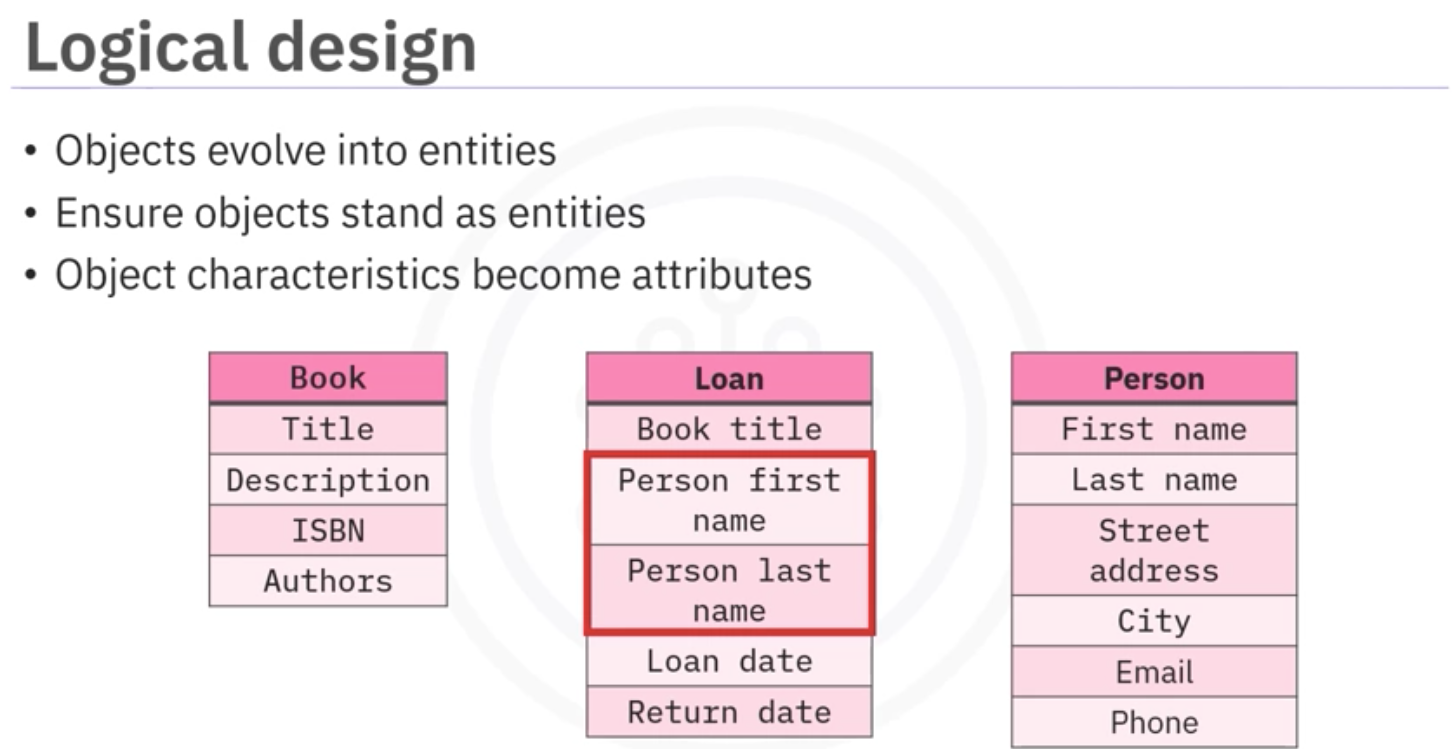 Logical design
• Objects evolve into entities
• Ensure objects stand as entities
• Object characteristics become attributes
Book
Title
Description
ISBN
Authors
Loan
Book title
Person first
name
Person last
name
Loan date
Return date
Person
First name
Last name
Street
address
City
Email
Phone